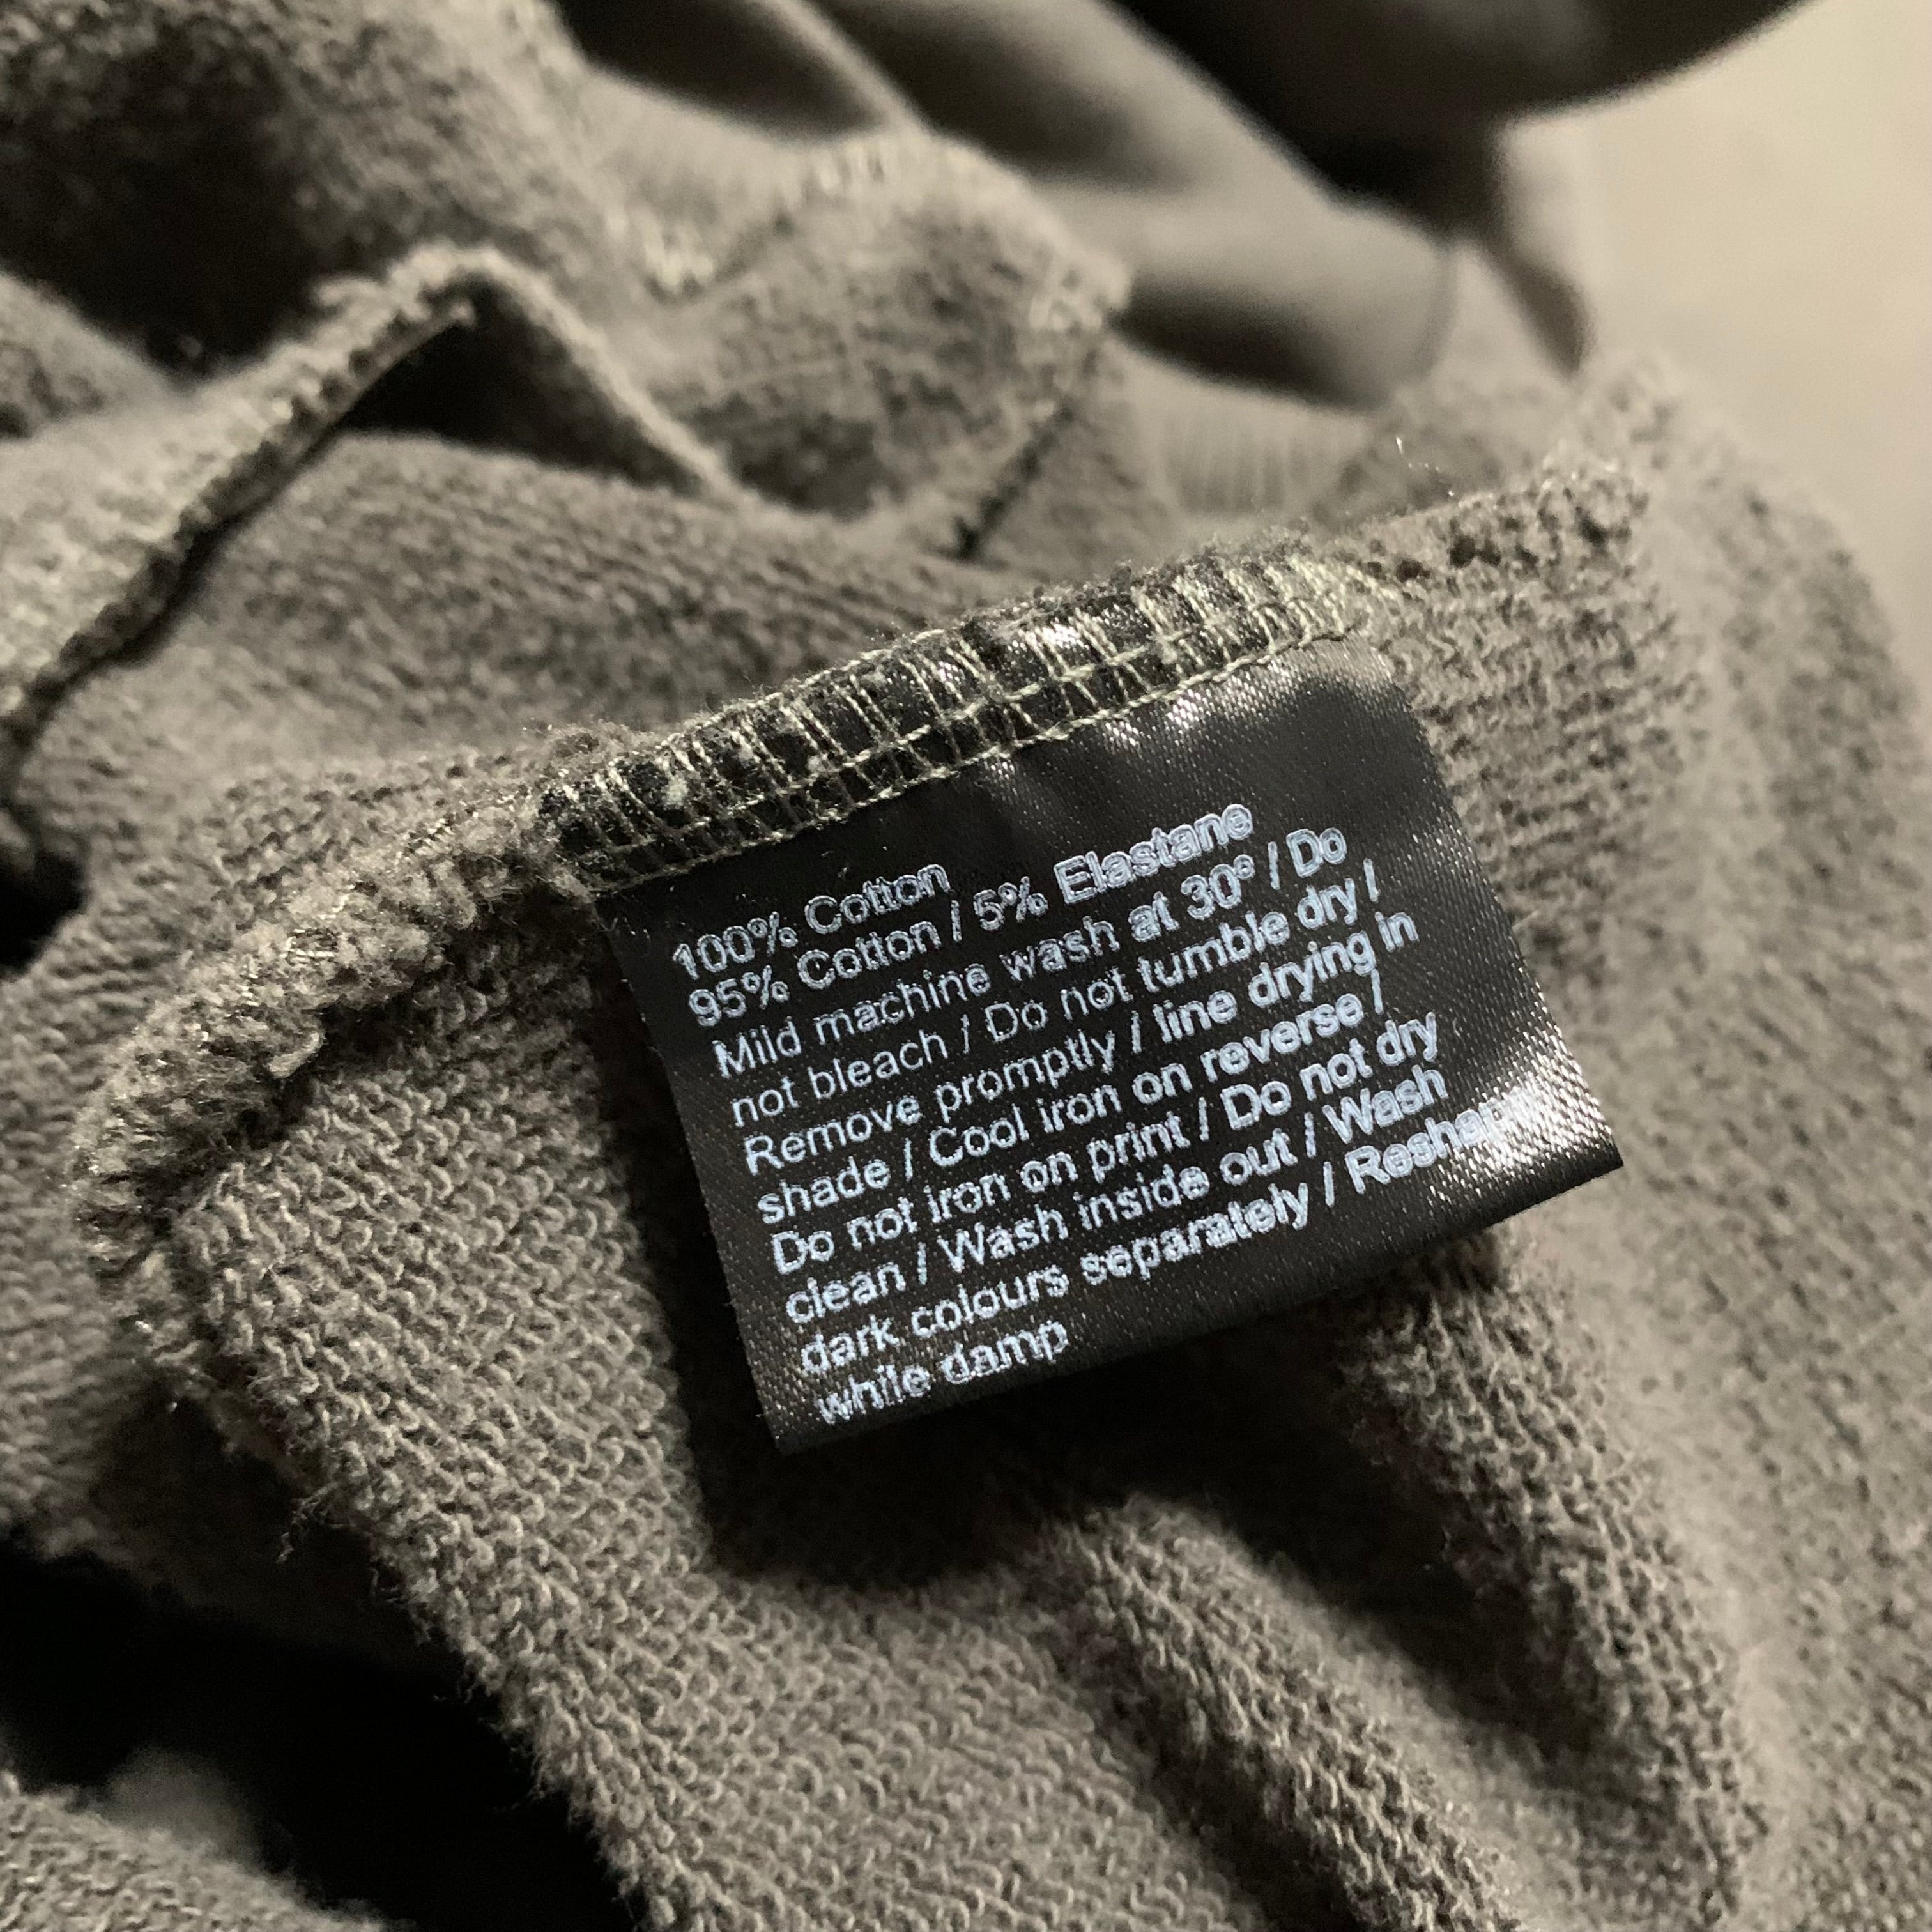 100% Cotton
95% Cotton / 5% Elastane
Mild machine wash at 30° / Do
not bleach / Do not tumble dry /
Remove promptly / line drying in
shade / Cool iron on reverse /
Do not iron on print / Do not dry
clean / Wash inside out / Wash
dark colours separately / Reshape
white damp